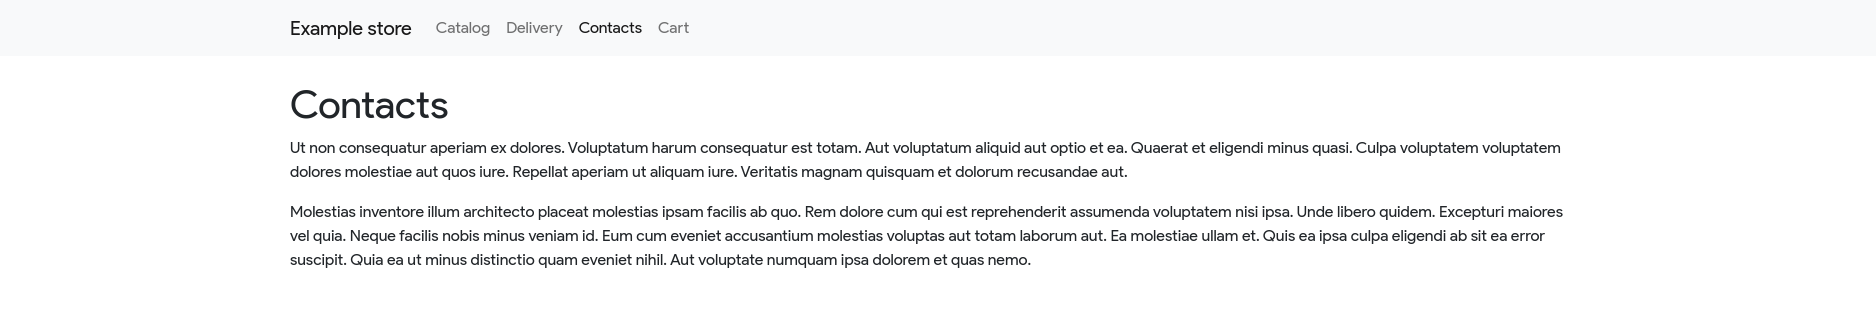 Example store Catalog Delivery Contacts Cart
Contacts
Ut non consequatur aperiam ex dolores. Voluptatum harum consequatur est totam. Aut voluptatum aliquid aut optio et ea. Quaerat et eligendi minus quasi. Culpa voluptatem voluptatem
dolores molestiae aut quos iure. Repellat aperiam ut aliquam iure. Veritatis magnam quisquam et dolorum recusandae aut.
Molestias inventore illum architecto placeat molestias ipsam facilis ab quo. Rem dolore cum qui est reprehenderit assumenda voluptatem nisi ipsa. Unde libero quidem. Excepturi maiores
vel quia. Neque facilis nobis minus veniam id. Eum cum eveniet accusantium molestias voluptas aut totam laborum aut. Ea molestiae ullam et. Quis ea ipsa culpa eligendi ab sit ea error
suscipit. Quia ea ut minus distinctio quam eveniet nihil. Aut voluptate numquam ipsa dolorem et quas nemo.